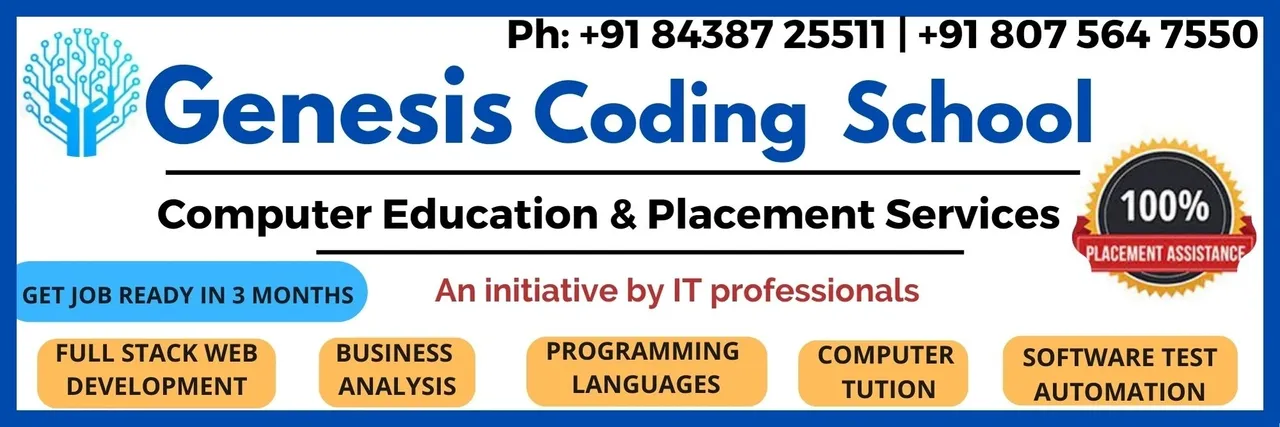 Ph: +91 84387 25511 | +91 807 564 7550
Genesis Coding School
Computer Education & Placement Services
100%
PLACEMENT ASSISTANCE
GET JOB READY IN 3 MONTHS
An initiative by IT professionals
FULL STACK WEB
DEVELOPMENT
BUSINESS
ANALYSIS
PROGRAMMING
LANGUAGES
COMPUTER
TUTION
SOFTWARE TEST
AUTOMATION